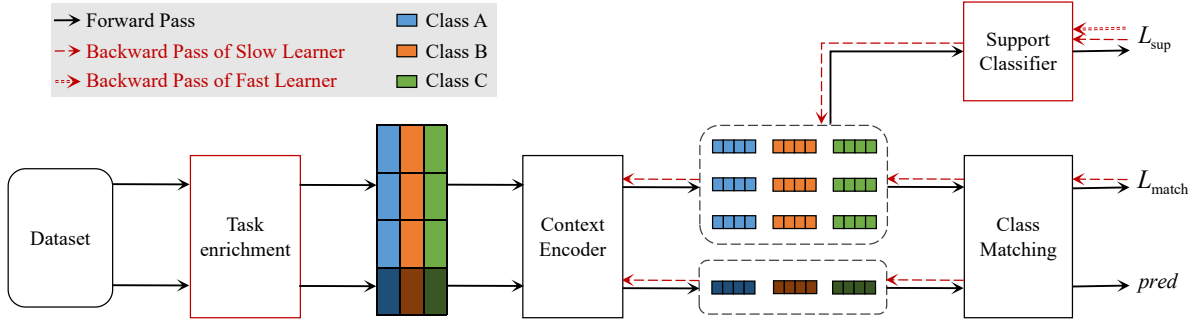 Forward Pass
Backward Pass of Slow Learner
Backward Pass of Fast Learner
Class A
Class B
Class C
Support
Classifier
L_sup
Dataset
Task
enrichment
Context
Encoder
Class
Matching
L_match
pred